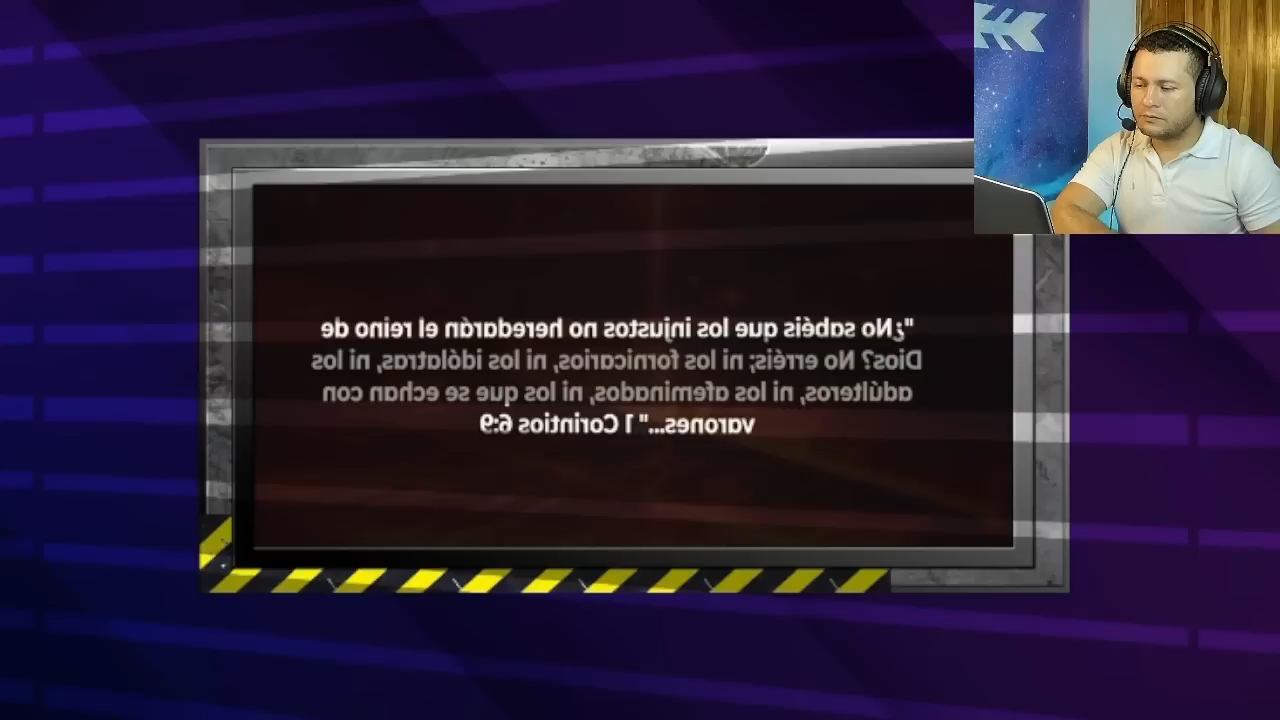 "¿No sabéis que los injustos no heredarán el reino de
Dios? No erréis; ni los fornicarios, ni los idólatras, ni los
adúlteros, ni los afeminados, ni los que se echan con
varones..." 1 Corintios 6:9